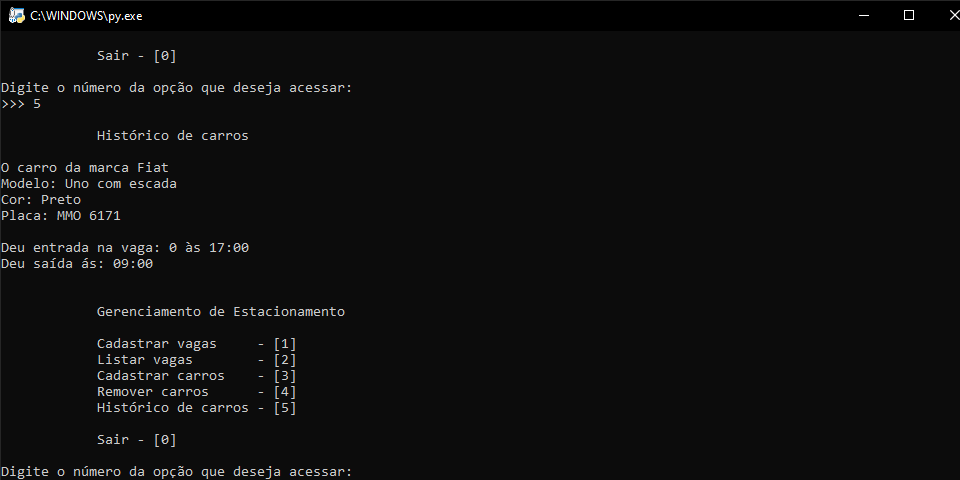 C:\WINDOWS\py.exe
Sair - [0]
Digite o número da opção que deseja acessar:
>>> 5
Histórico de carros
O carro da marca Fiat
Modelo: Uno com escada
Cor: Preto
Placa: MMO 6171
Deu entrada na vaga: 0 às 17:00
Deu saída ás: 09:00
Gerenciamento de Estacionamento
Cadastrar vagas     - [1]
Listar vagas        - [2]
Cadastrar carros    - [3]
Remover carros      - [4]
Histórico de carros - [5]
Sair - [0]
Digite o número da opção que deseja acessar: